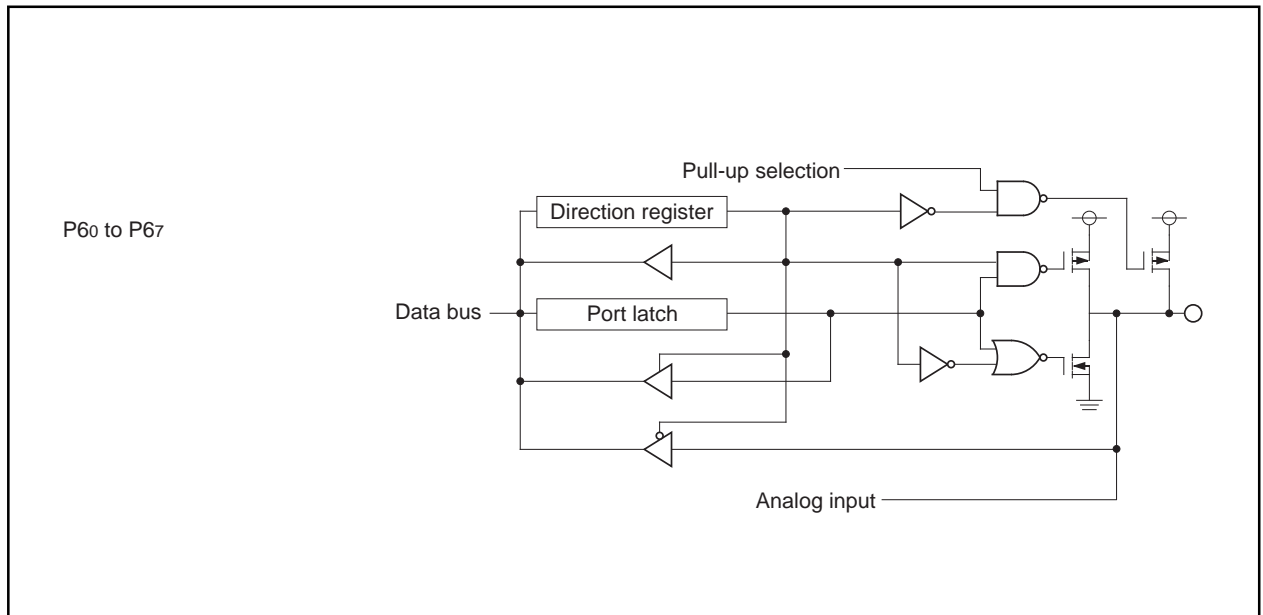 Pull-up selection
Direction register
P60 to P67
Data bus
Port latch
Analog input